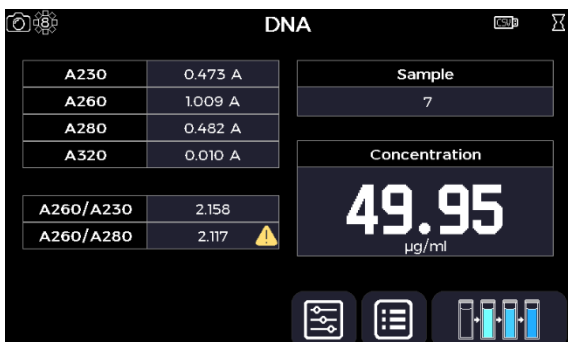 8
DNA
CSV
A230 0.473 A
A260 1.009 A
A280 0.482 A
A320 0.010 A
A260/A230 2.158
A260/A280 2.117
Sample
7
Concentration
49.95
µg/ml